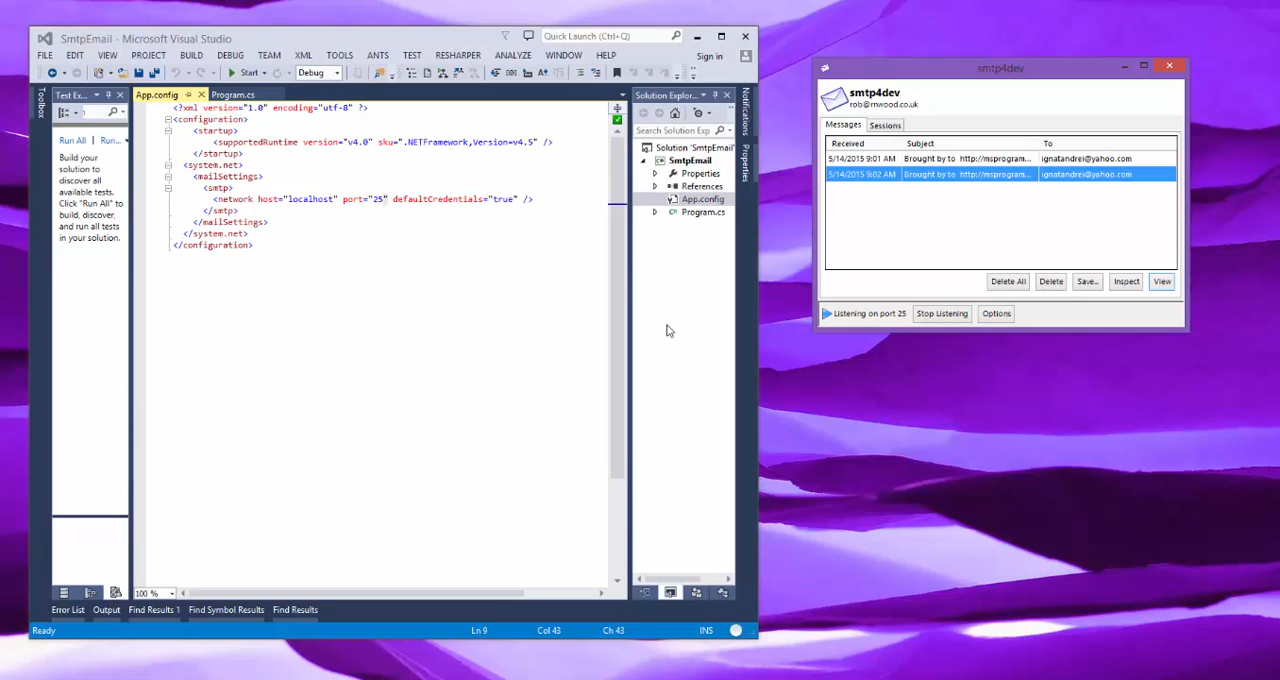 SmtpEmail - Microsoft Visual Studio
Quick Launch (Ctrl+Q)
FILE EDIT VIEW PROJECT BUILD DEBUG TEAM XML TOOLS ANTS TEST RESHARPER ANALYZE WINDOW HELP
Sign in
Start
Debug
Toolbox
Test Ex...
Run All | Run...
Build your
solution to
discover all
available tests.
Click "Run All" to
build, discover,
and run all tests
in your solution.
App.config
Program.cs
<?xml version="1.0" encoding="utf-8" ?>
<configuration>
<startup>
<supportedRuntime version="v4.0" sku=".NETFramework,Version=v4.5" />
</startup>
<system.net>
<mailSettings>
<smtp>
<network host="localhost" port="25" defaultCredentials="true" />
</smtp>
</mailSettings>
</system.net>
</configuration>
100 %
Solution Explor...
Search Solution Exp
Solution 'SmtpEmail'
SmtpEmail
Properties
References
App.config
Program.cs
Notifications
Properties
Error List Output Find Results 1 Find Symbol Results Find Results
Ready
Ln 9
Col 43
Ch 43
INS
smtp4dev
smtp4dev
rob@rnwood.co.uk
Messages Sessions
Received Subject To
5/14/2015 9:01 AM Brought by to http://msprogram... ignatandrei@yahoo.com
5/14/2015 9:02 AM Brought by to http://msprogram... ignatandrei@yahoo.com
Delete All Delete Save... Inspect View
Listening on port 25 Stop Listening Options